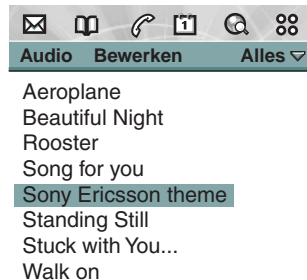 Audio Bewerken Alles
Aeroplane
Beautiful Night
Rooster
Song for you
Sony Ericsson theme
Standing Still
Stuck with You...
Walk on